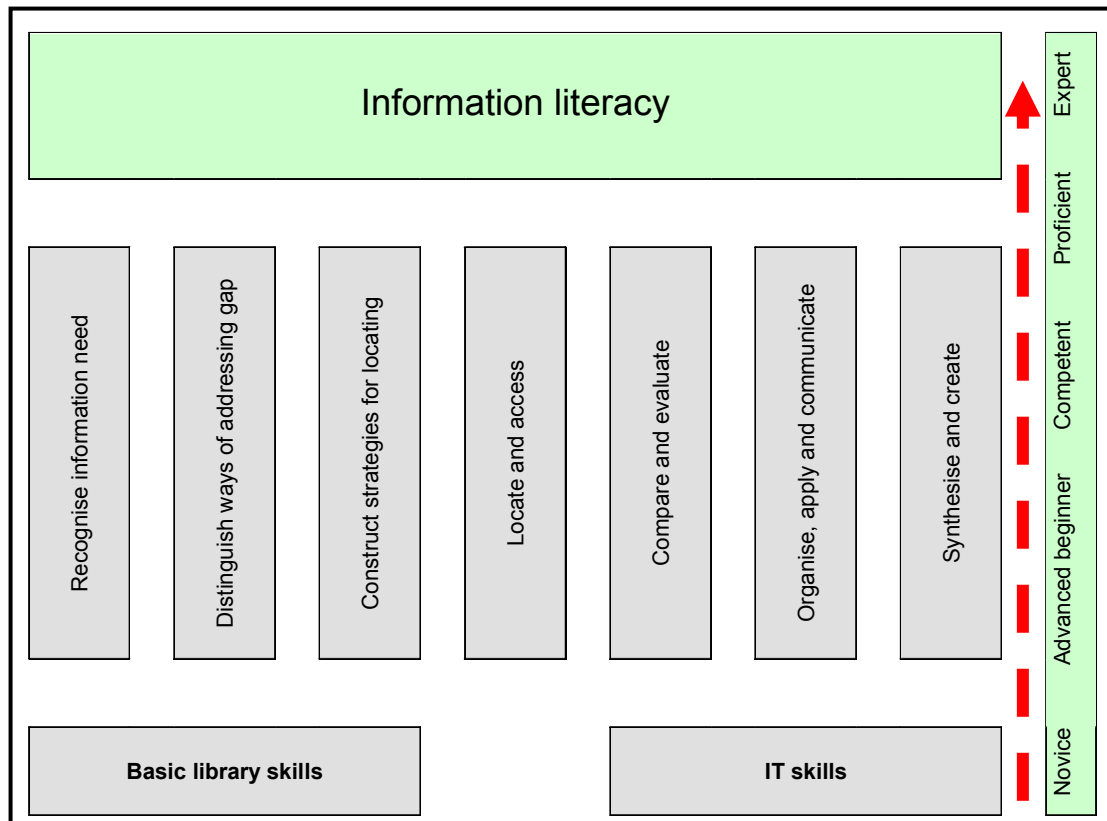 Information literacy
Recognise information need
Distinguish ways of addressing gap
Construct strategies for locating
Locate and access
Compare and evaluate
Organise, apply and communicate
Synthesise and create
Basic library skills
IT skills
Novice
Advanced beginner
Competent
Proficient
Expert